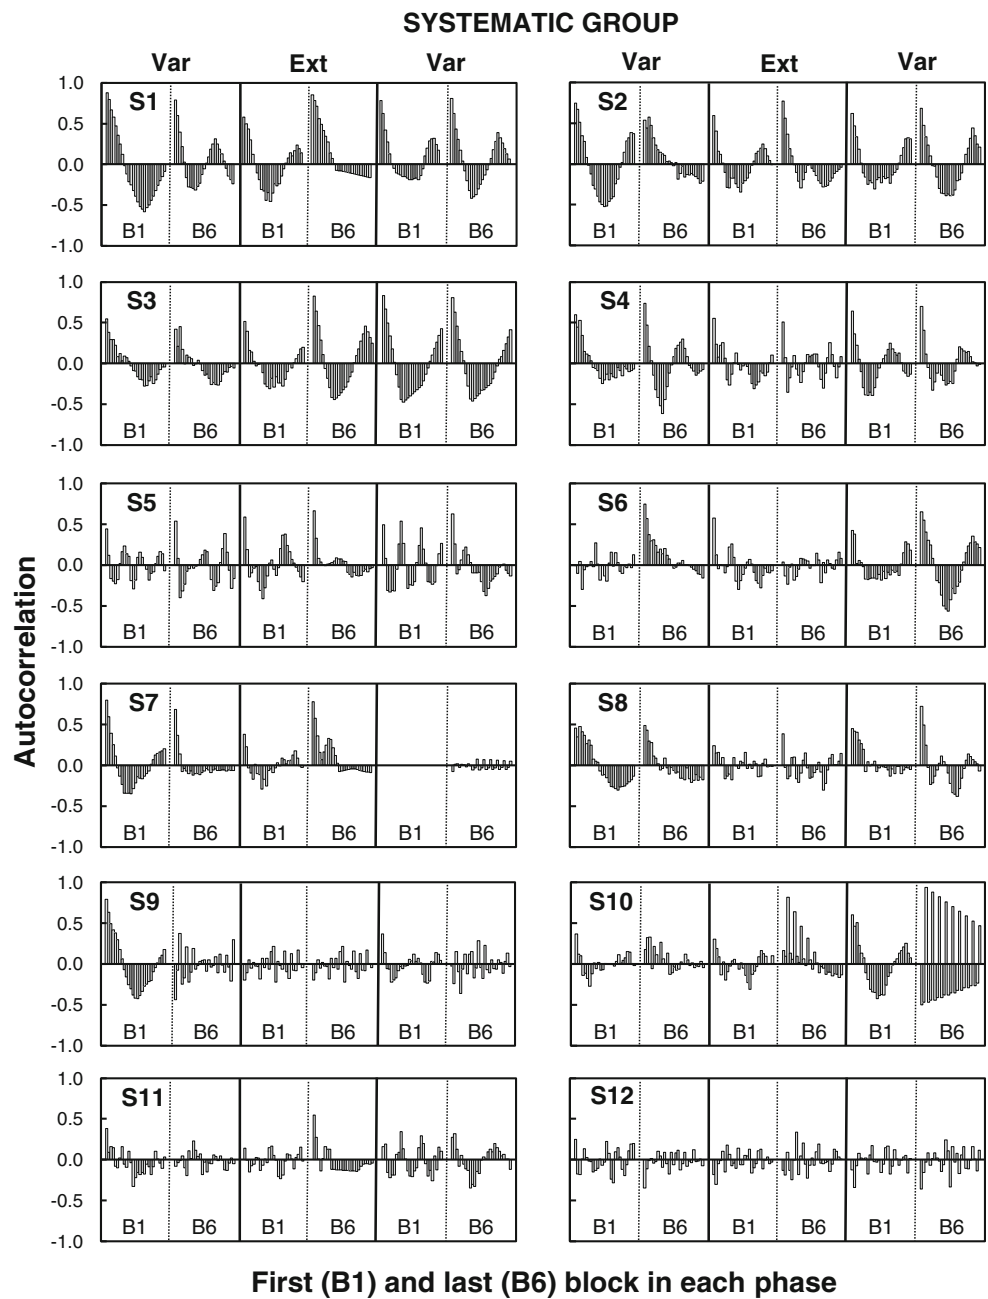 SYSTEMATIC GROUP
Var Ext Var Var Ext Var
1.0 S1 S2
0.5
0.0
-0.5
B1 B6 B1 B6 B1 B6 B1 B6 B1 B6 B1 B6
-1.0
1.0 S3 S4
0.5
0.0
-0.5
B1 B6 B1 B6 B1 B6 B1 B6 B1 B6 B1 B6
-1.0
1.0 S5 S6
0.5
0.0
-0.5
B1 B6 B1 B6 B1 B6 B1 B6 B1 B6 B1 B6
-1.0
Autocorrelation
1.0 S7 S8
0.5
0.0
-0.5
B1 B6 B1 B6 B1 B6 B1 B6 B1 B6 B1 B6
-1.0
1.0 S9 S10
0.5
0.0
-0.5
B1 B6 B1 B6 B1 B6 B1 B6 B1 B6 B1 B6
-1.0
1.0 S11 S12
0.5
0.0
-0.5
B1 B6 B1 B6 B1 B6 B1 B6 B1 B6 B1 B6
-1.0
First (B1) and last (B6) block in each phase